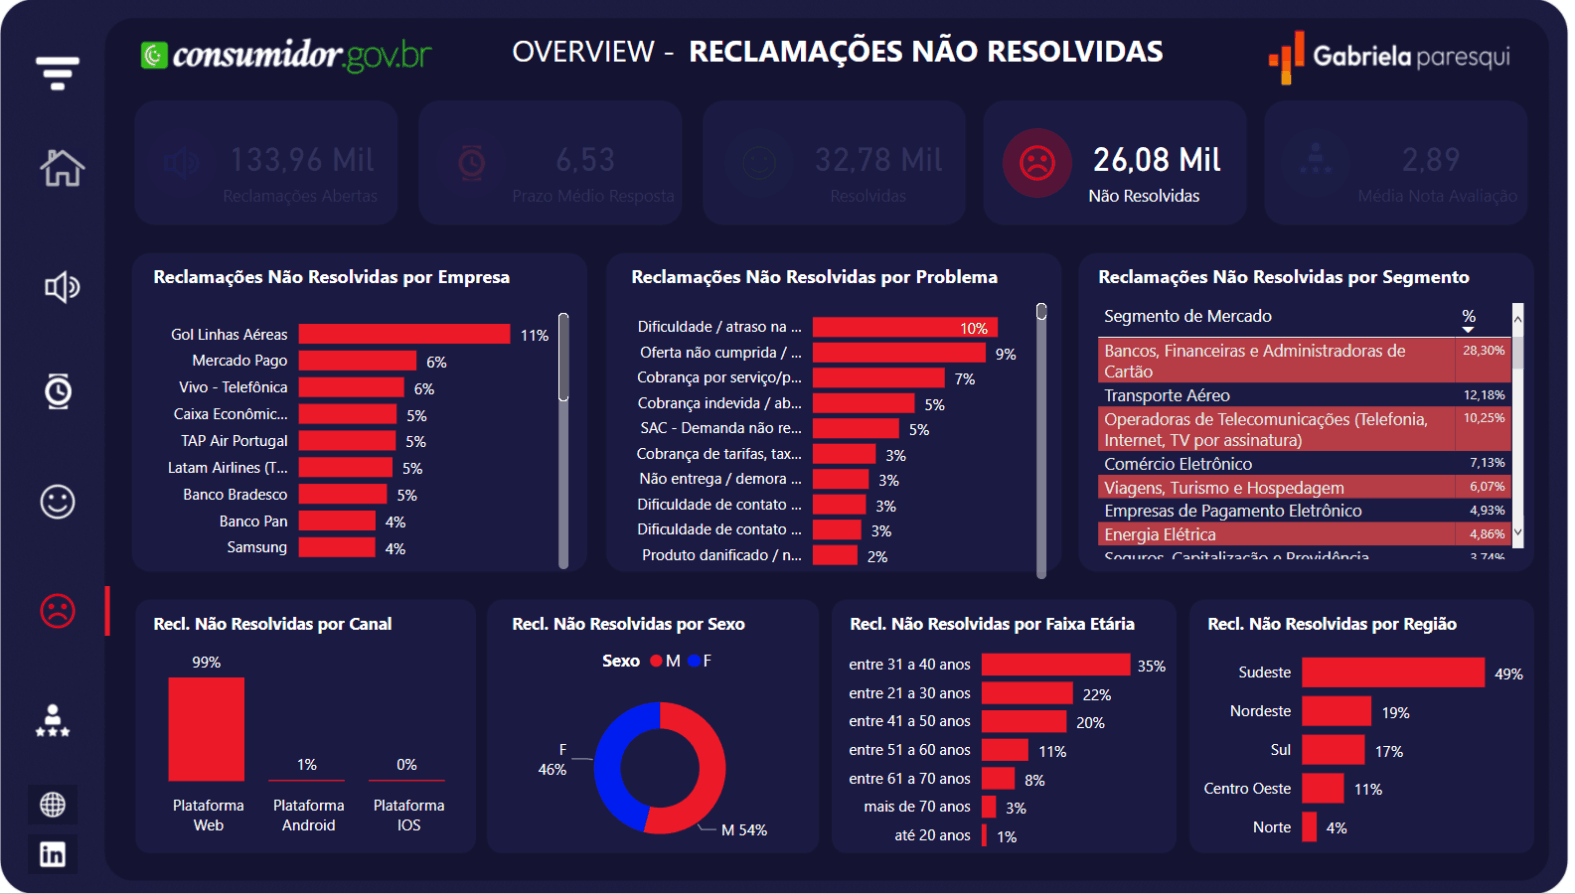 consumidor.gov.br
OVERVIEW - RECLAMAÇÕES NÃO RESOLVIDAS
Gabriela paresqui
133,96 Mil
Reclamações Abertas
6,53
Prazo Médio Resposta
32,78 Mil
Resolvidas
26,08 Mil
Não Resolvidas
2,89
Média Nota Avaliação
Reclamações Não Resolvidas por Empresa
Gol Linhas Aéreas 11%
Mercado Pago 6%
Vivo - Telefônica 6%
Caixa Econômic... 5%
TAP Air Portugal 5%
Latam Airlines (T... 5%
Banco Bradesco 5%
Banco Pan 4%
Samsung 4%
Reclamações Não Resolvidas por Problema
Dificuldade / atraso na ... 10%
Oferta não cumprida / ... 9%
Cobrança por serviço/p... 7%
Cobrança indevida / ab... 5%
SAC - Demanda não re... 5%
Cobrança de tarifas, tax... 3%
Não entrega / demora ... 3%
Dificuldade de contato ... 3%
Dificuldade de contato ... 3%
Produto danificado / n... 2%
Reclamações Não Resolvidas por Segmento
Segmento de Mercado %
Bancos, Financeiras e Administradoras de 28,30%
Cartão
Transporte Aéreo 12,18%
Operadoras de Telecomunicações (Telefonia, 10,25%
Internet, TV por assinatura)
Comércio Eletrônico 7,13%
Viagens, Turismo e Hospedagem 6,07%
Empresas de Pagamento Eletrônico 4,93%
Energia Elétrica 4,86%
Seguros, Capitalização e Previdência 3,74%
Recl. Não Resolvidas por Canal
99%
1%
0%
Plataforma
Web
Plataforma
Android
Plataforma
IOS
Recl. Não Resolvidas por Sexo
Sexo M F
F
46%
M 54%
Recl. Não Resolvidas por Faixa Etária
entre 31 a 40 anos 35%
entre 21 a 30 anos 22%
entre 41 a 50 anos 20%
entre 51 a 60 anos 11%
entre 61 a 70 anos 8%
mais de 70 anos 3%
até 20 anos 1%
Recl. Não Resolvidas por Região
Sudeste 49%
Nordeste 19%
Sul 17%
Centro Oeste 11%
Norte 4%
in